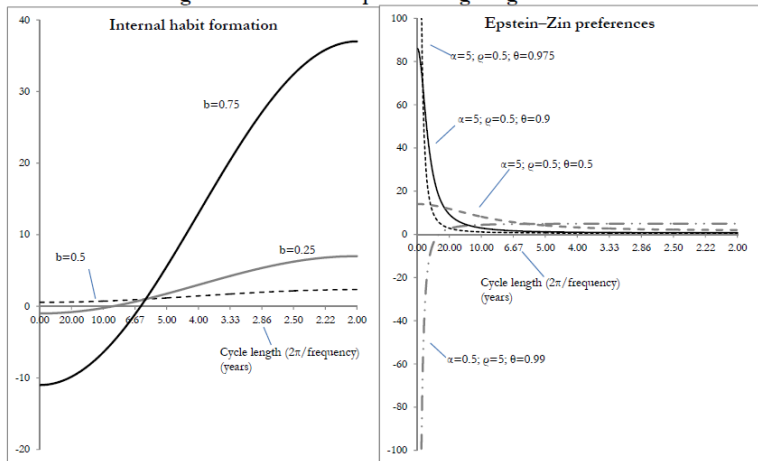 Internal habit formation
40
30
20
10
0
-10
-20
b=0.75
b=0.5
b=0.25
0.00 20.00 10.00 6.67 5.00 4.00 3.33 2.86 2.50 2.22 2.00
Cycle length (2π/frequency)
(years)
Epstein–Zin preferences
100
80
60
40
20
0
-20
-40
-60
-80
-100
α=5; ϱ=0.5; θ=0.975
α=5; ϱ=0.5; θ=0.9
α=5; ϱ=0.5; θ=0.5
0.00 20.00 10.00 6.67 5.00 4.00 3.33 2.86 2.50 2.22 2.00
Cycle length (2π/frequency)
(years)
α=0.5; ϱ=5; θ=0.99